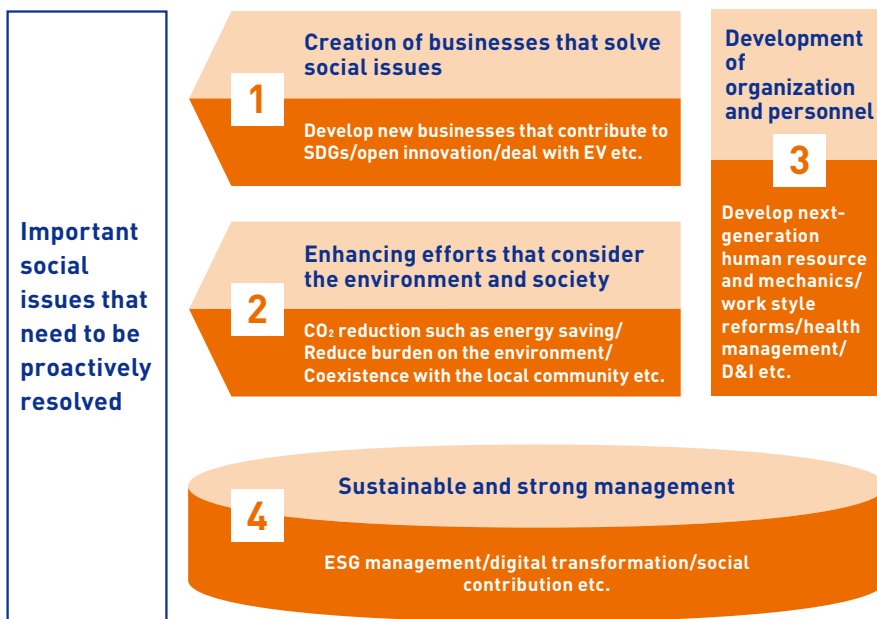 Important
social
issues that
need to be
proactively
resolved
1
Creation of businesses that solve
social issues
Develop new businesses that contribute to
SDGs/open innovation/deal with EV etc.
2
Enhancing efforts that consider
the environment and society
CO₂ reduction such as energy saving/
Reduce burden on the environment/
Coexistence with the local community etc.
Development
of
organization
and personnel
3
Develop next-
generation
human resource
and mechanics/
work style
reforms/health
management/
D&I etc.
4
Sustainable and strong management
ESG management/digital transformation/social
contribution etc.